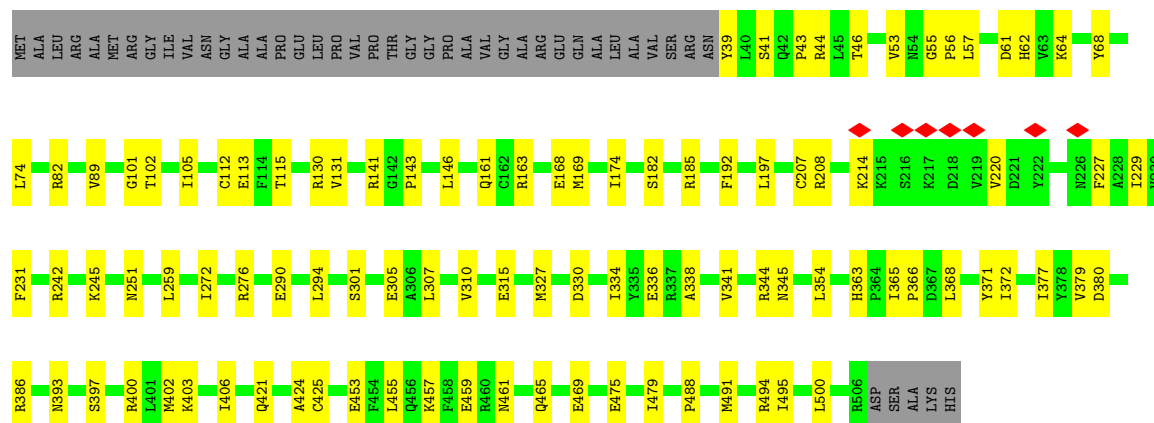 MET ALA LEU ARG ALA MET ARG GLY ILE VAL ASN GLY ALA ALA PRO GLU LEU PRO VAL PRO THR GLY GLY PRO ALA VAL GLY ALA ARG GLU GLN ALA LEU ALA VAL SER ARG ASN Y39 L40 S41 Q42 P43 R44 L45 T46 V53 N54 G55 P56 L57 D61 H62 V63 K64 Y68
L74 R82 V89 G101 T102 I105 C112 E113 F114 T115 R130 V131 R141 G142 P143 L146 Q161 C162 R163 E168 M169 I174 S182 R185 F192 L197 C207 R208 K214 K215 S216 K217 D218 V219 V220 D221 Y222 N226 F227 A228 I229
F231 R242 K245 N251 L259 I272 R276 E290 L294 S301 E305 A306 L307 V310 E315 M327 D330 I334 Y335 E336 R337 A338 V341 R344 N345 L354 H363 P364 I365 P366 D367 L368 Y371 I372 I377 Y378 V379 D380
R386 N393 S397 R400 L401 M402 K403 I406 Q421 A424 C425 E453 F454 L455 Q456 K457 F458 E459 R460 N461 Q465 E469 E475 I479 P488 M491 R494 I495 L500 R506 ASP SER ALA LYS HIS